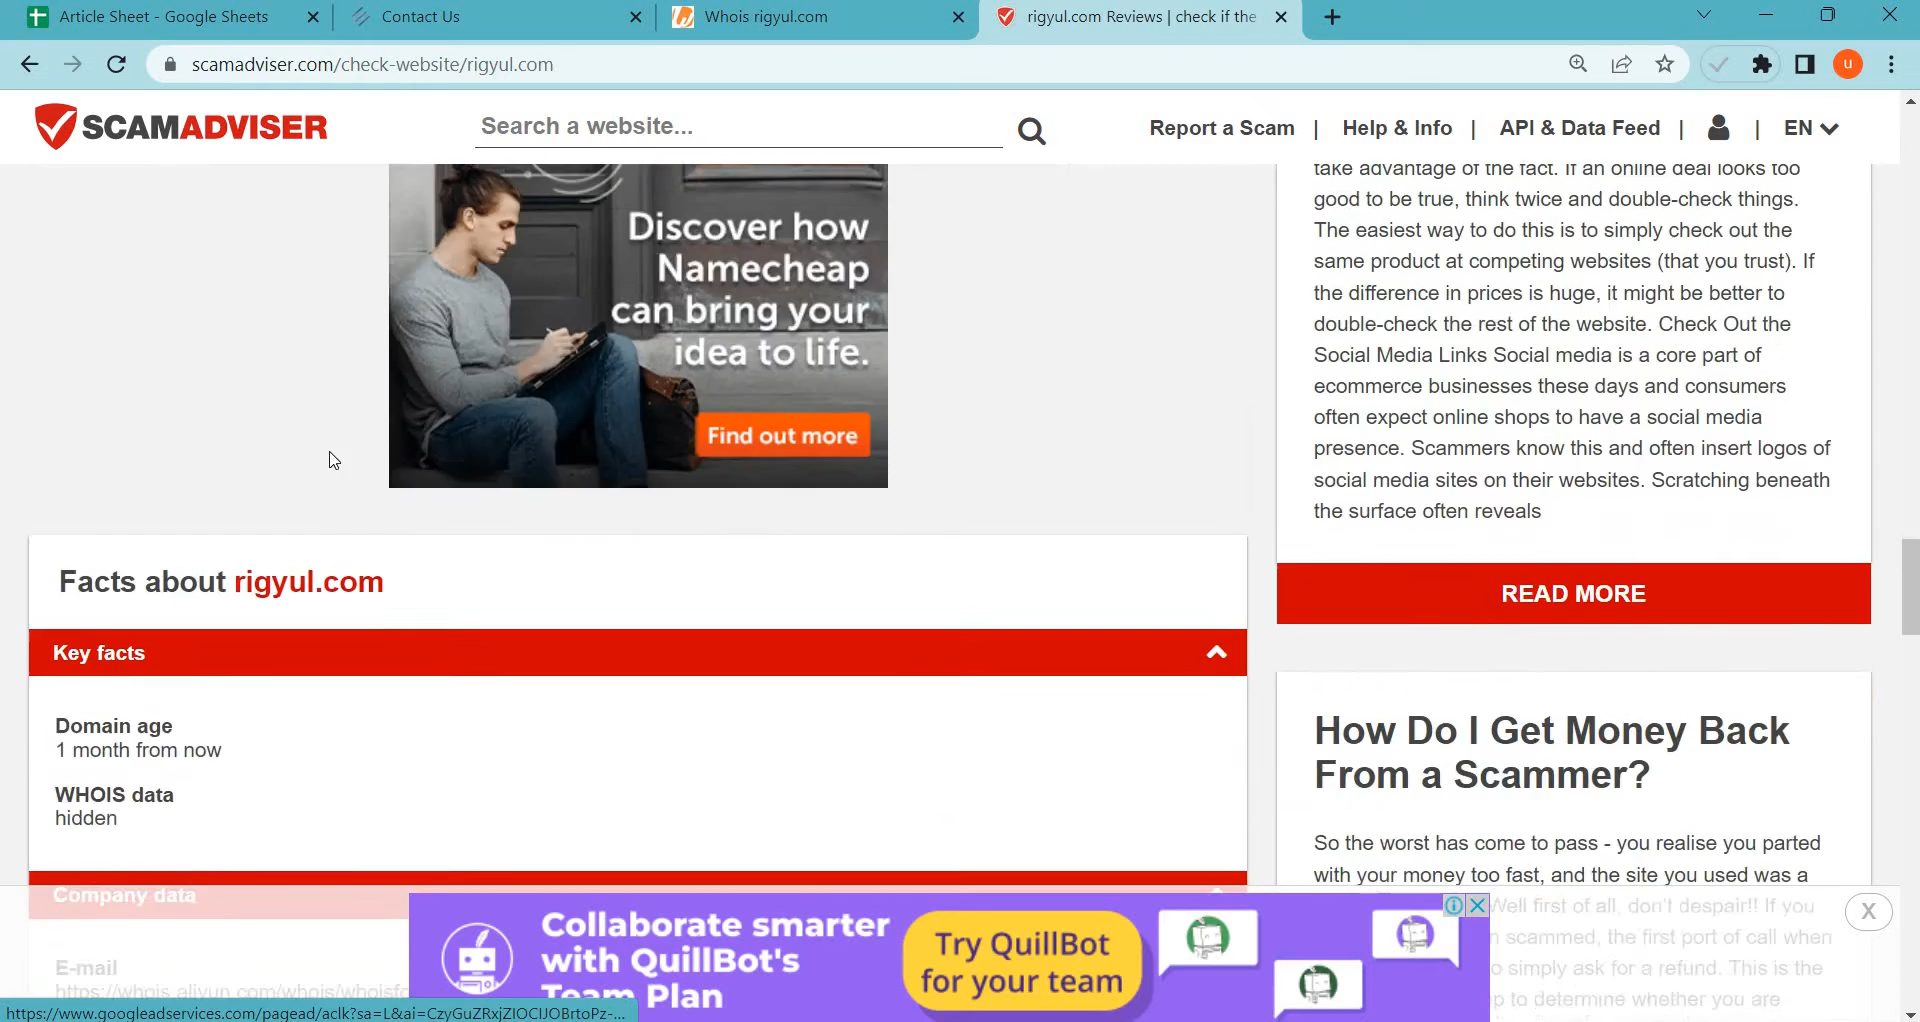 Article Sheet - Google Sheets
Contact Us
Whois rigyul.com
rigyul.com Reviews | check if the
scamadviser.com/check-website/rigyul.com
u
SCAMADVISER
Search a website...
Report a Scam | Help & Info | API & Data Feed | | EN
Discover how
Namecheap
can bring your
idea to life.
Find out more
Facts about rigyul.com
Key facts
Domain age
1 month from now
WHOIS data
hidden
Company data
E-mail
https://whois.aliyun.com/whois/whoisfo
https://www.googleadservices.com/pagead/aclk?sa=L&ai=CzyGuZRxjZIOCIJOBrtoPz-...
take advantage of the fact. If an online deal looks too
good to be true, think twice and double-check things.
The easiest way to do this is to simply check out the
same product at competing websites (that you trust). If
the difference in prices is huge, it might be better to
double-check the rest of the website. Check Out the
Social Media Links Social media is a core part of
ecommerce businesses these days and consumers
often expect online shops to have a social media
presence. Scammers know this and often insert logos of
social media sites on their websites. Scratching beneath
the surface often reveals
READ MORE
How Do I Get Money Back
From a Scammer?
So the worst has come to pass - you realise you parted
with your money too fast, and the site you used was a
Well first of all, don't despair!! If you
n scammed, the first port of call when
o simply ask for a refund. This is the
p to determine whether you are
X
Collaborate smarter
with QuillBot's
Team Plan
Try QuillBot
for your team